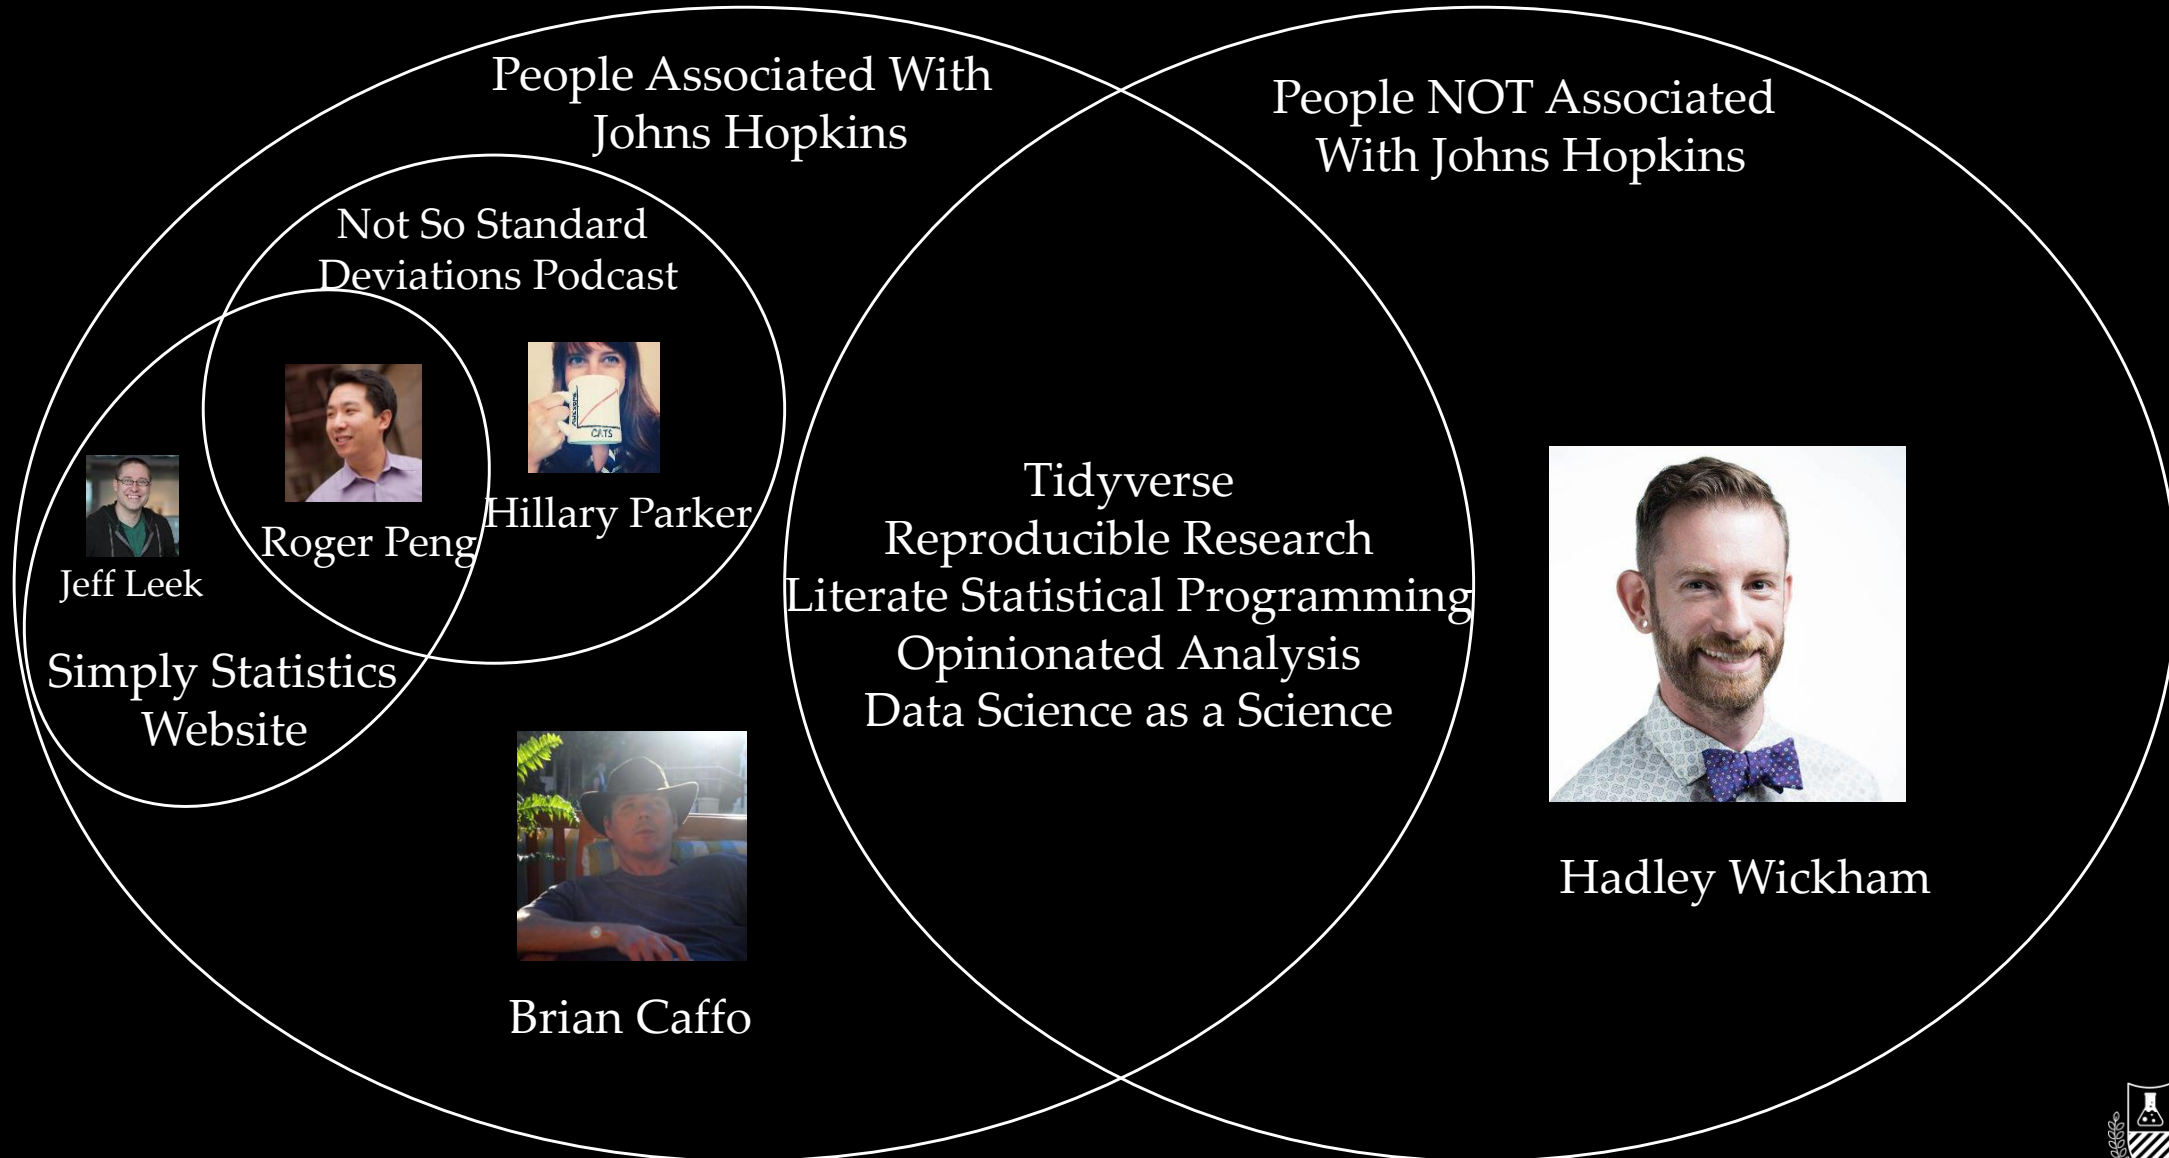 People Associated With
Johns Hopkins
People NOT Associated
With Johns Hopkins
Not So Standard
Deviations Podcast
CATS
Jeff Leek
Roger Peng
Hillary Parker
Simply Statistics
Website
Tidyverse
Reproducible Research
Literate Statistical Programming
Opinionated Analysis
Data Science as a Science
Brian Caffo
Hadley Wickham